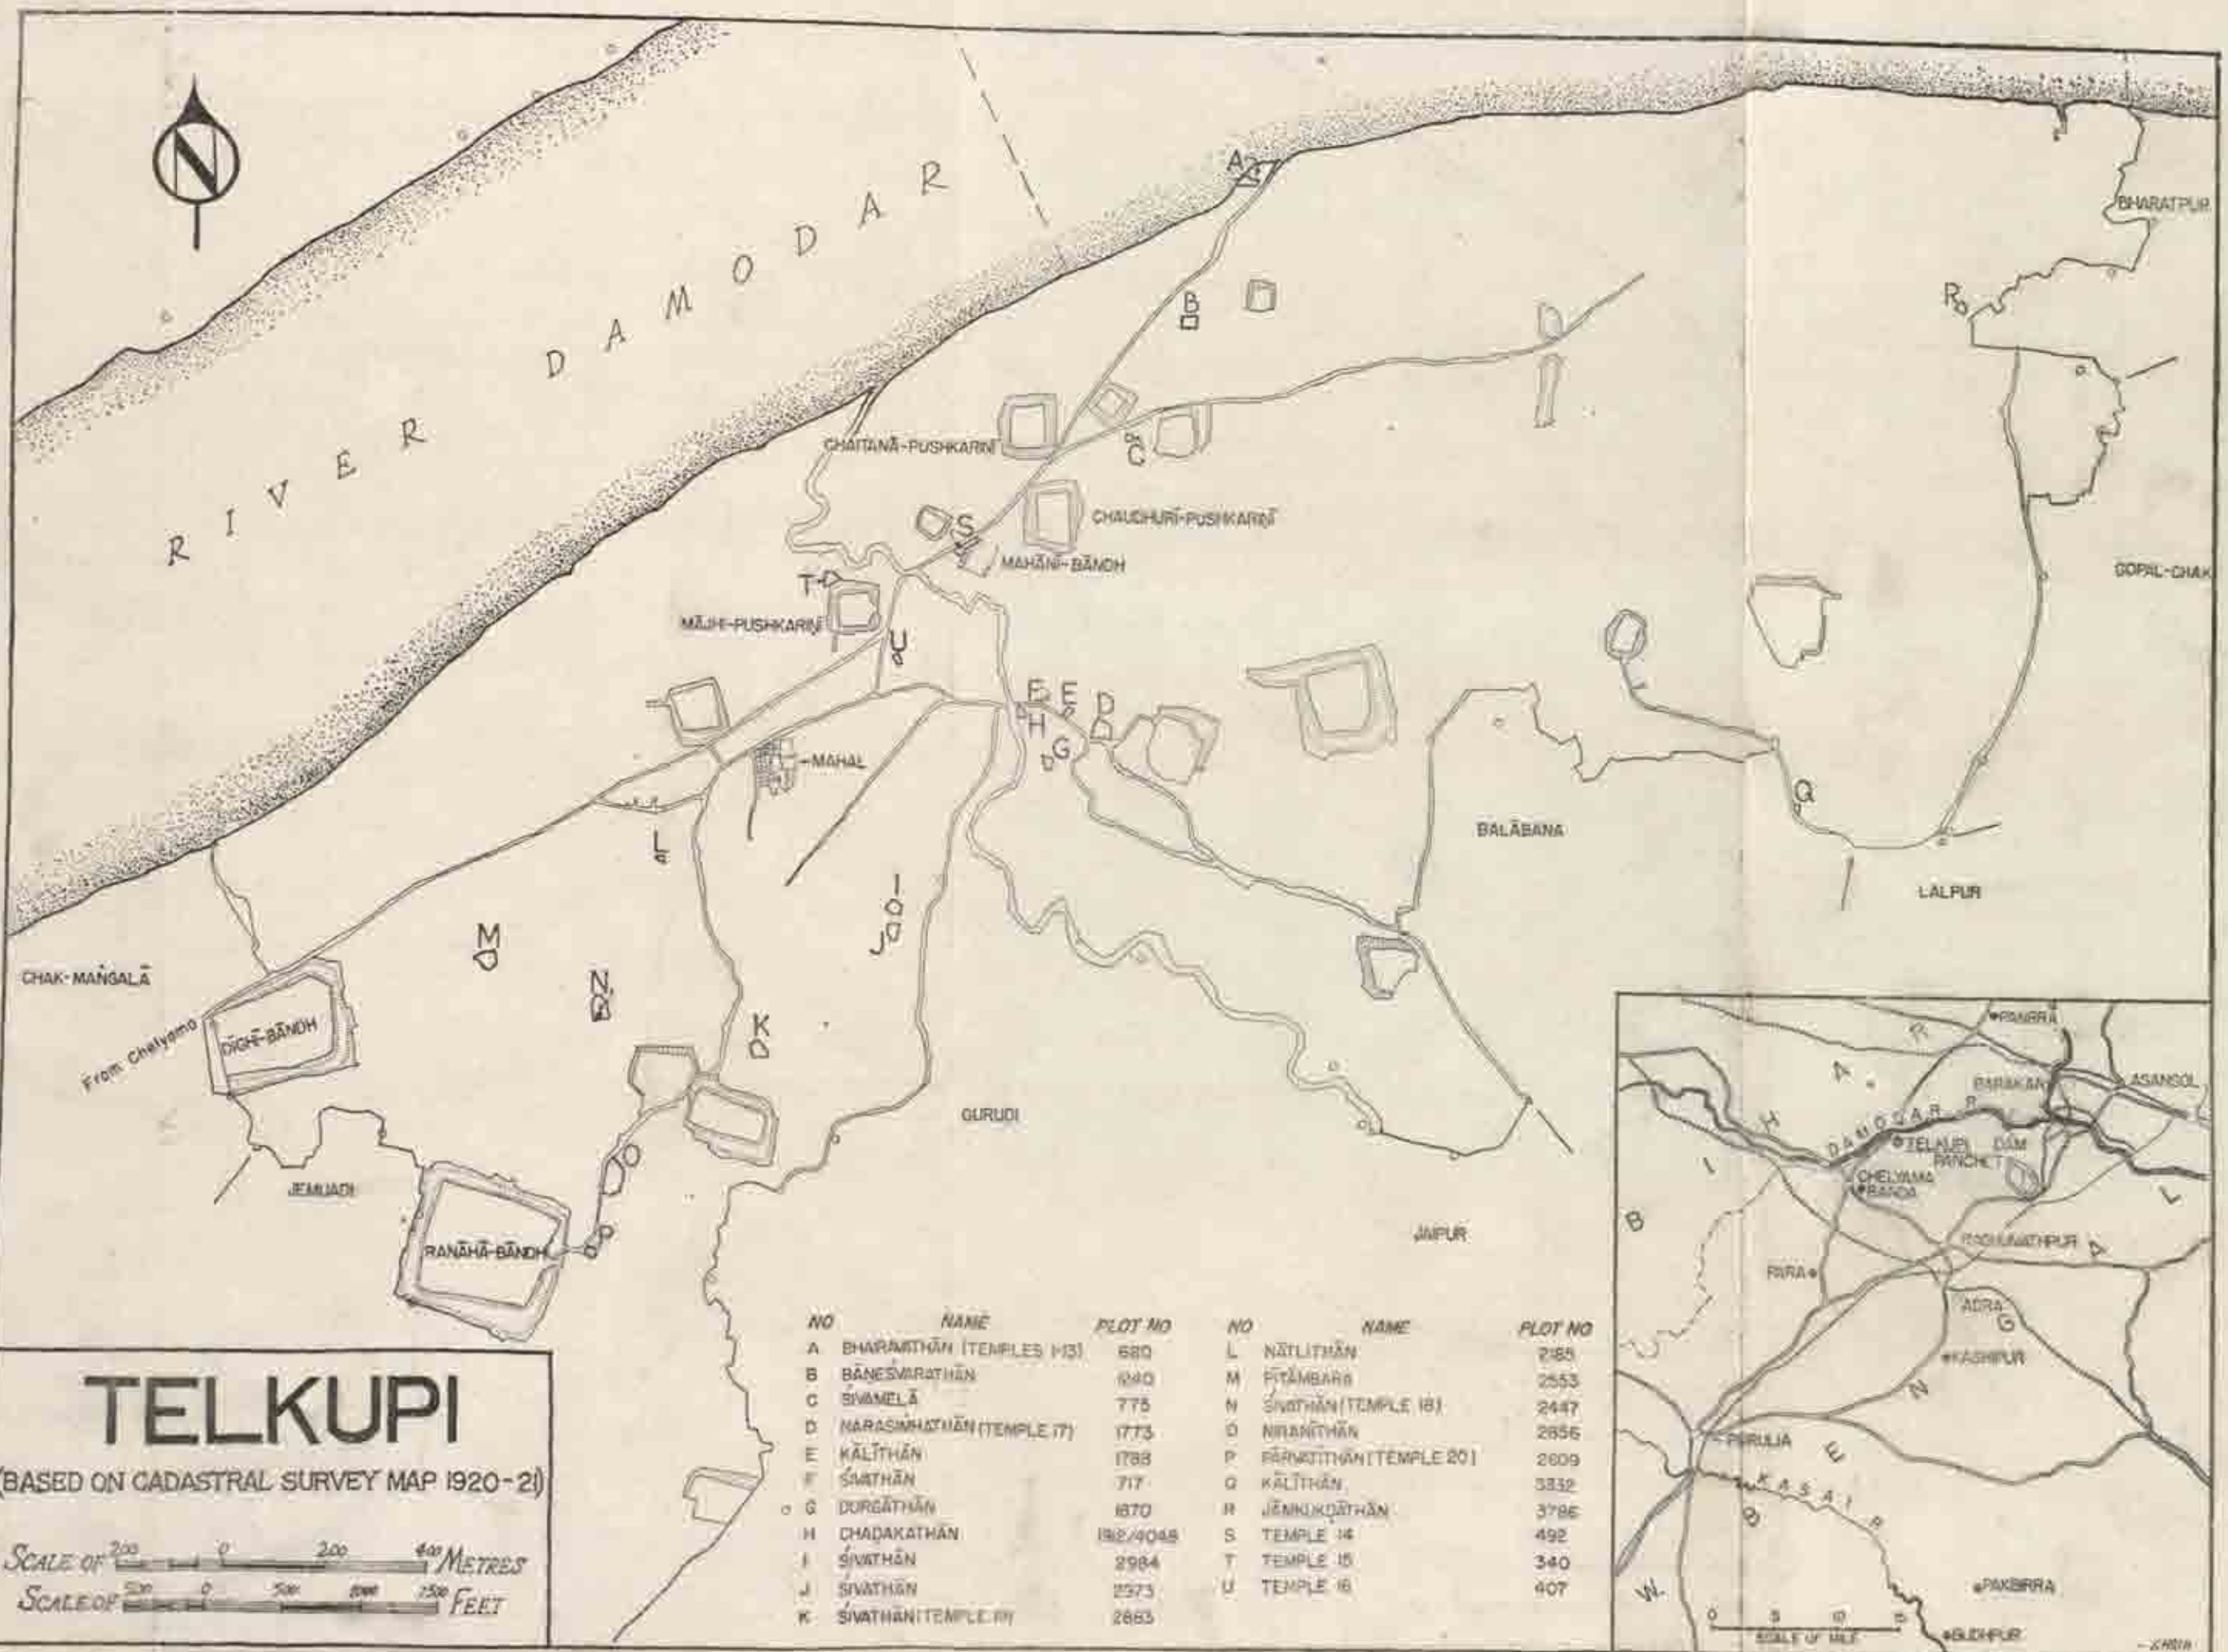 RIVER DAMODAR
N
A
BHARATPUR
B
R
CHAITANĀ-PUSHKARIṆĪ
C
S
CHAUDHURĪ-PUSHKARIṆĪ
MAHĀNĪ-BĀNDH
GOPAL-CHAK
T
MĀJHI-PUSHKARIṆĪ
U
F E D
H
G
MAHAL
Q
BALĀBANA
L
LALPUR
I
J
M
CHAK-MAṄGALĀ
N
From Chelyama
DĪGHĪ-BĀNDH
K
GURUDI
O
JEMUADI
RANĀHĀ-BĀNDH
P
JAIPUR
NO NAME PLOT NO
A BHAIRAVATHĀN (TEMPLES 1-13) 680
B BĀNEŚVARATHĀN
C ŚIVAMELĀ 775
D NARASIṀHATHĀN (TEMPLE 17) 1773
E KĀLĪTHĀN 1788
F ŚIVATHĀN 717
G DURGĀTHĀN 1870
H CHADAKATHĀN 1912/4048
I ŚIVATHĀN 2984
J ŚIVATHĀN 2973
K ŚIVATHĀN (TEMPLE 19) 2883
NO NAME PLOT NO
L NĀTLITHĀN 2185
M PĪTĀMBARA 2553
N ŚIVATHĀN (TEMPLE 18) 2447
O NIRANĪTHĀN 2856
P PĀRVATĪTHĀN (TEMPLE 20) 2609
Q KĀLĪTHĀN 3332
R 3786
S TEMPLE 14 492
T TEMPLE 15 340
U TEMPLE 16 407
TELKUPI
(BASED ON CADASTRAL SURVEY MAP 1920-21)
SCALE OF 200 0 200 400 METRES
SCALE OF 500 0 500 1000 1500 FEET
BIHAR
PANRRA
BARAKAR
ASANSOL
DAMODAR R
TELKUPI
DAM
PANCHET
CHELYAMA
BANDA
RAGHUNATHPUR
PARA
ADRA
KASHIPUR
W. BENGAL
PURULIA
KASAI R
PAKBIRRA
BUDHPUR
0 5 10 15
SCALE OF MILE